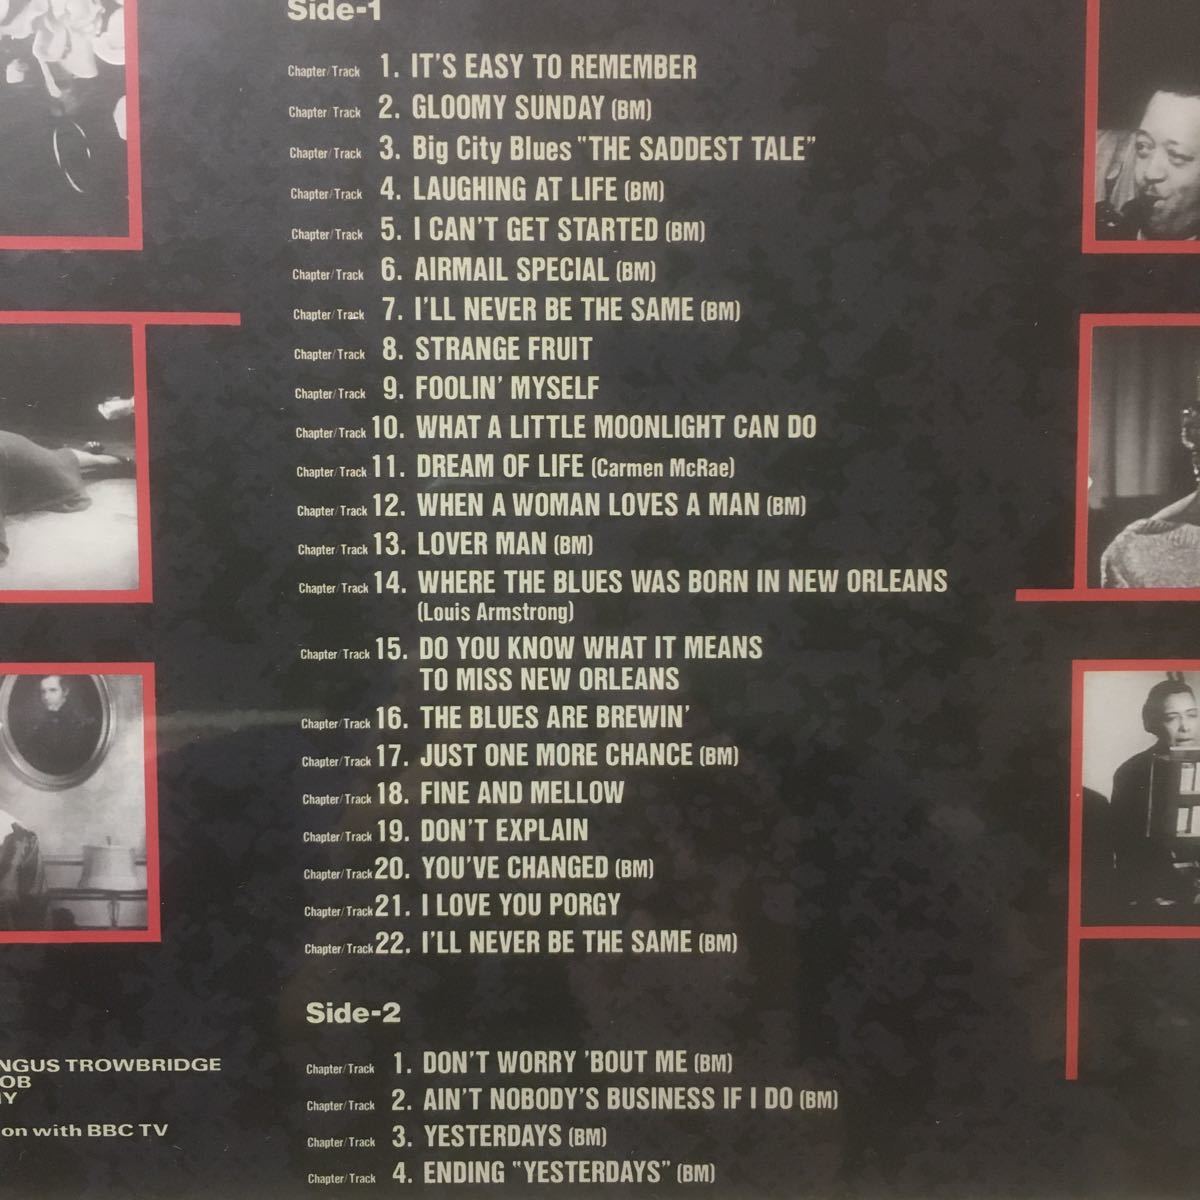 Side-1
Chapter/Track 1. IT'S EASY TO REMEMBER
Chapter/Track 2. GLOOMY SUNDAY (BM)
Chapter/Track 3. Big City Blues "THE SADDEST TALE"
Chapter/Track 4. LAUGHING AT LIFE (BM)
Chapter/Track 5. I CAN'T GET STARTED (BM)
Chapter/Track 6. AIRMAIL SPECIAL (BM)
Chapter/Track 7. I'LL NEVER BE THE SAME (BM)
Chapter/Track 8. STRANGE FRUIT
Chapter/Track 9. FOOLIN' MYSELF
Chapter/Track 10. WHAT A LITTLE MOONLIGHT CAN DO
Chapter/Track 11. DREAM OF LIFE (Carmen McRae)
Chapter/Track 12. WHEN A WOMAN LOVES A MAN (BM)
Chapter/Track 13. LOVER MAN (BM)
Chapter/Track 14. WHERE THE BLUES WAS BORN IN NEW ORLEANS
(Louis Armstrong)
Chapter/Track 15. DO YOU KNOW WHAT IT MEANS
TO MISS NEW ORLEANS
Chapter/Track 16. THE BLUES ARE BREWIN'
Chapter/Track 17. JUST ONE MORE CHANCE (BM)
Chapter/Track 18. FINE AND MELLOW
Chapter/Track 19. DON'T EXPLAIN
Chapter/Track 20. YOU'VE CHANGED (BM)
Chapter/Track 21. I LOVE YOU PORGY
Chapter/Track 22. I'LL NEVER BE THE SAME (BM)
Side-2
Chapter/Track 1. DON'T WORRY 'BOUT ME (BM)
Chapter/Track 2. AIN'T NOBODY'S BUSINESS IF I DO (BM)
Chapter/Track 3. YESTERDAYS (BM)
Chapter/Track 4. ENDING "YESTERDAYS" (BM)
NGUS TROWBRIDGE
OB
Y
on with BBC TV